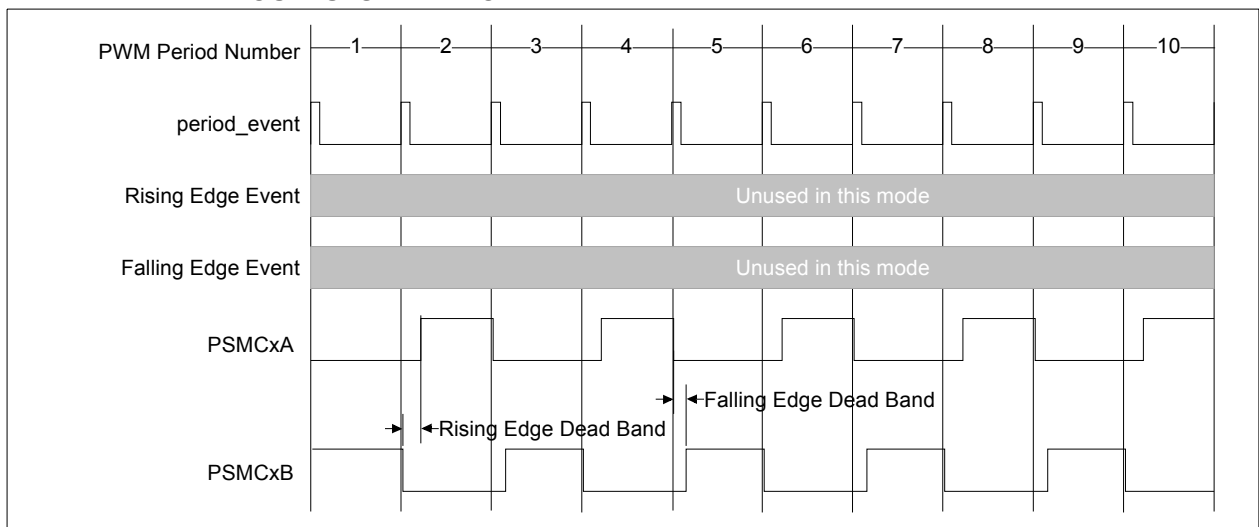 PWM Period Number 1 2 3 4 5 6 7 8 9 10
period_event
Rising Edge Event Unused in this mode
Falling Edge Event Unused in this mode
PSMCxA
Falling Edge Dead Band
Rising Edge Dead Band
PSMCxB